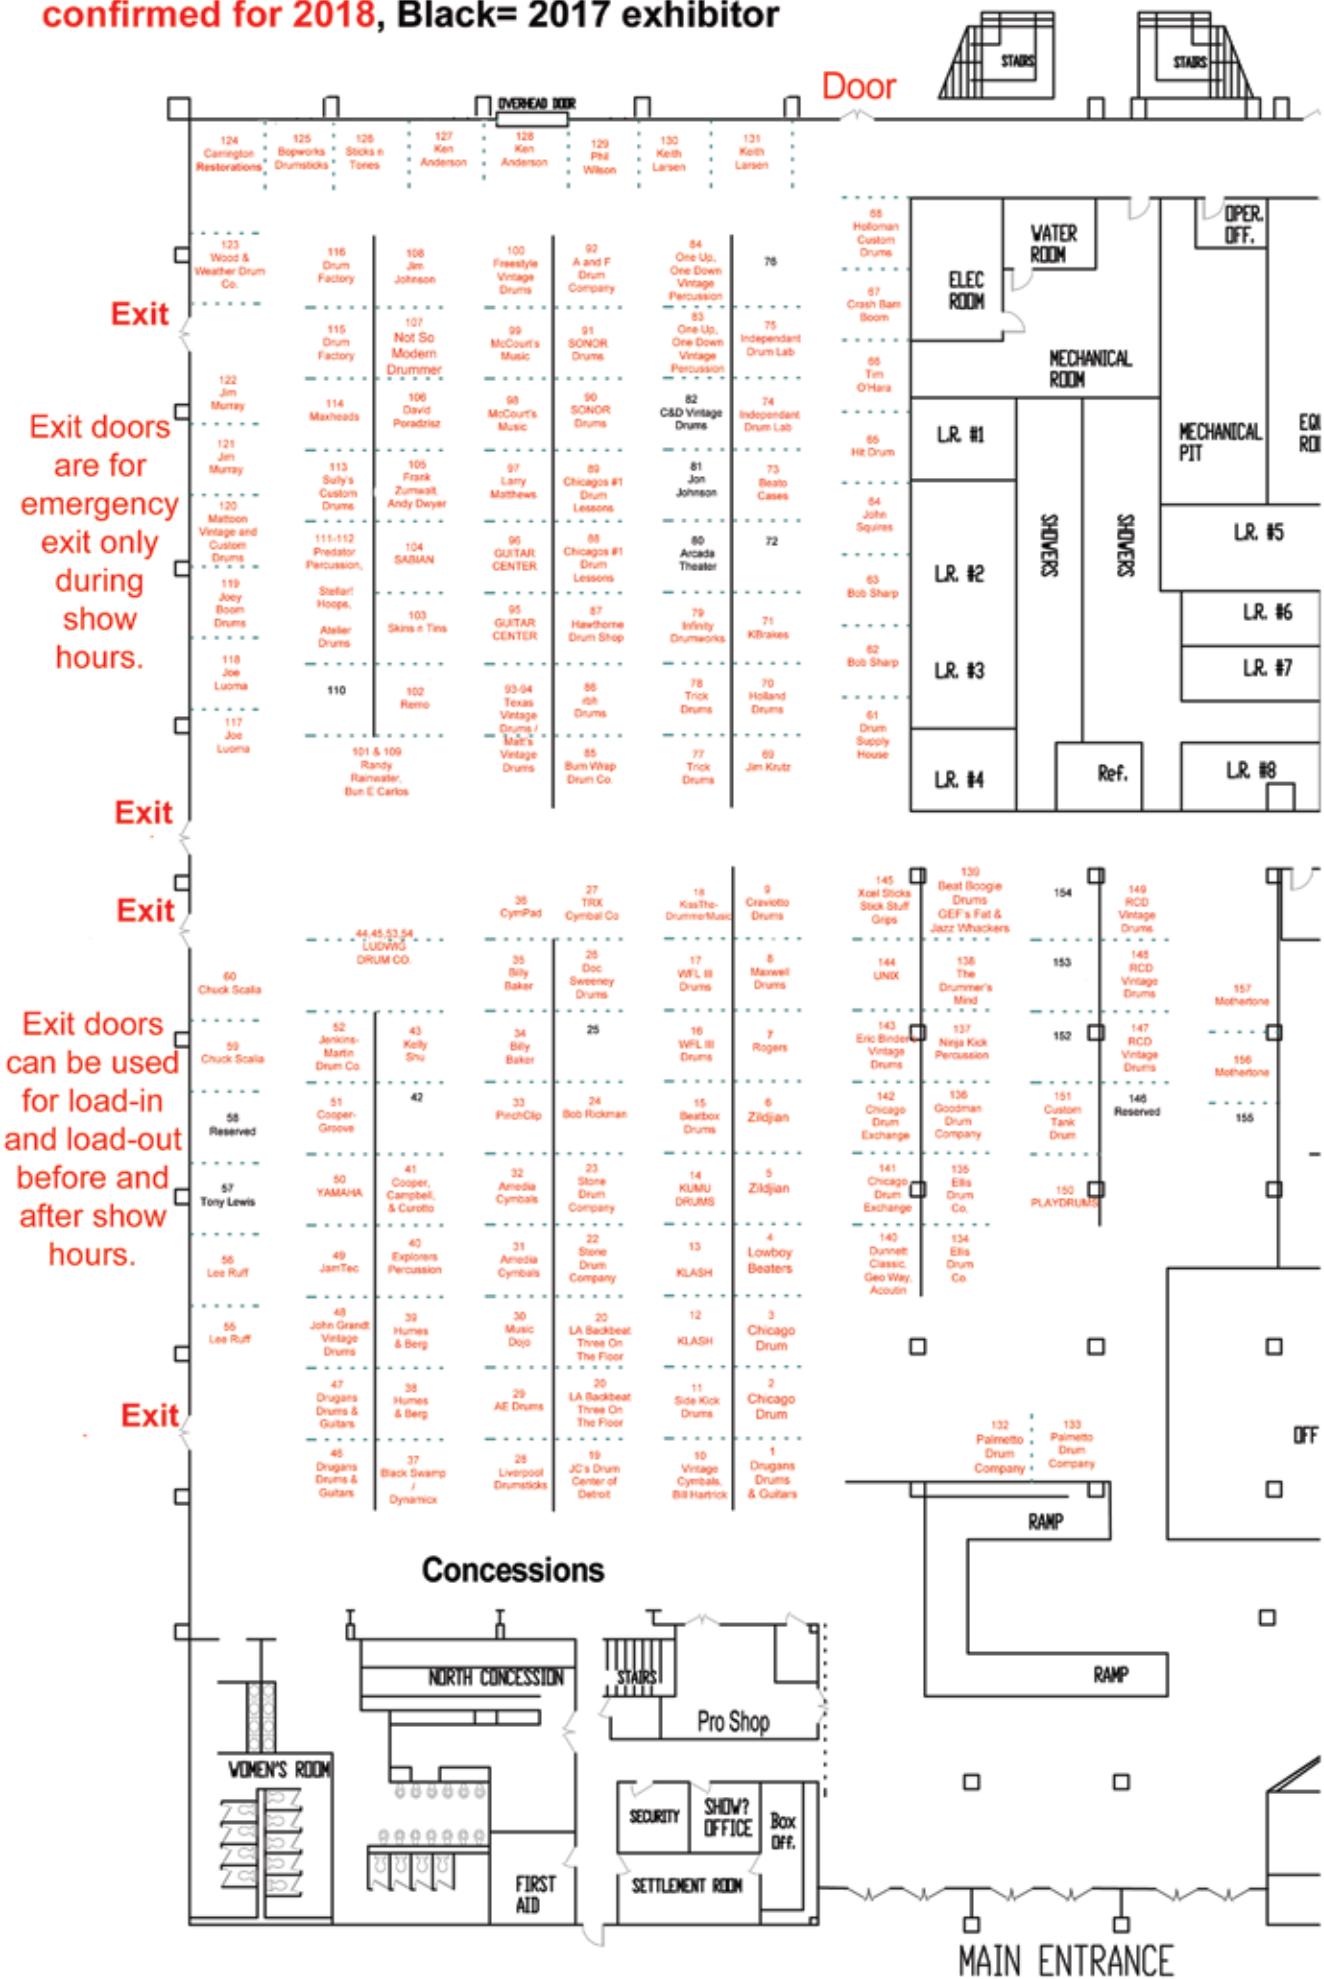 confirmed for 2018, Black= 2017 exhibitor
STAIRS
STAIRS
Door
OVERHEAD DOOR
124
Carrington
Restorations
125
Bopworks
Drumsticks
126
Sticks n
Tones
127
Ken
Anderson
128
Ken
Anderson
129
Phil
Wilson
130
Keith
Larsen
131
Keith
Larsen
123
Wood &
Weather Drum
Co.
116
Drum
Factory
108
Jim
Johnson
100
Freestyle
Vintage
Drums
92
A and F
Drum
Company
84
One Up,
One Down
Vintage
Percussion
76
68
Holloman
Custom
Drums
Exit
115
Drum
Factory
107
Not So
Modern
Drummer
99
McCourt's
Music
91
SONOR
Drums
83
One Up,
One Down
Vintage
Percussion
75
Independant
Drum Lab
67
Crash Bam
Boom
122
Jim
Murray
114
Maxheads
106
David
Poradzisz
98
McCourt's
Music
90
SONOR
Drums
82
C&D Vintage
Drums
74
Independant
Drum Lab
66
Tim
O'Hara
Exit doors
are for
emergency
exit only
during
show
hours.
121
Jim
Murray
113
Sully's
Custom
Drums
105
Frank
Zumwalt,
Andy Dwyer
97
Larry
Matthews
89
Chicagos #1
Drum
Lessons
81
Jon
Johnson
73
Beato
Cases
65
Hit Drum
120
Mattoon
Vintage and
Custom
Drums
111-112
Predator
Percussion,
Stellar!
Hoops,
Atelier
Drums
104
SABIAN
96
GUITAR
CENTER
88
Chicagos #1
Drum
Lessons
80
Arcada
Theater
72
64
John
Squires
119
Joey
Boom
Drums
103
Skins n Tins
95
GUITAR
CENTER
87
Hawthorne
Drum Shop
79
Infinity
Drumworks
71
KBrakes
63
Bob Sharp
118
Joe
Luoma
110
102
Remo
93-94
Texas
Vintage
Drums /
Matt's
Vintage
Drums
86
rbh
Drums
78
Trick
Drums
70
Holland
Drums
62
Bob Sharp
117
Joe
Luoma
101 & 109
Randy
Rainwater,
Bun E Carlos
85
Bum Wrap
Drum Co.
77
Trick
Drums
69
Jim Krutz
61
Drum
Supply
House
WATER
ROOM
OPER.
OFF.
ELEC
ROOM
MECHANICAL
ROOM
L.R. #1
MECHANICAL
PIT
L.R. #2
SHOWERS
SHOWERS
L.R. #5
L.R. #6
L.R. #3
L.R. #7
L.R. #4
Ref.
L.R. #8
Exit
Exit
44,45,53,54
LUDWIG
DRUM CO.
36
CymPad
27
TRX
Cymbal Co
18
KissThe-
DrummerMusic
9
Craviotto
Drums
145
Xcel Sticks
Stick Stuff
Grips
139
Beat Boogie
Drums
GEF's Fat &
Jazz Whackers
154
149
RCD
Vintage
Drums
60
Chuck Scalia
35
Billy
Baker
26
Doc
Sweeney
Drums
17
WFL III
Drums
8
Maxwell
Drums
144
UNIX
138
The
Drummer's
Mind
153
148
RCD
Vintage
Drums
157
Mothertone
Exit doors
can be used
for load-in
and load-out
before and
after show
hours.
59
Chuck Scalia
52
Jenkins-
Martin
Drum Co.
43
Kelly
Shu
34
Billy
Baker
25
16
WFL III
Drums
7
Rogers
143
Eric Binders
Vintage
Drums
137
Ninja Kick
Percussion
152
147
RCD
Vintage
Drums
156
Mothertone
58
Reserved
51
Cooper-
Groove
42
33
PinchClip
24
Bob Rickman
15
Beatbox
Drums
6
Zildjian
142
Chicago
Drum
Exchange
136
Goodman
Drum
Company
151
Custom
Tank
Drum
146
Reserved
155
57
Tony Lewis
50
YAMAHA
41
Cooper,
Campbell,
& Curotto
32
Amedia
Cymbals
23
Stone
Drum
Company
14
KUMU
DRUMS
5
Zildjian
141
Chicago
Drum
Exchange
135
Ellis
Drum
Co.
150
PLAYDRUMS
56
Lee Ruff
49
JamTec
40
Explorers
Percussion
31
Amedia
Cymbals
22
Stone
Drum
Company
13
KLASH
4
Lowboy
Beaters
140
Dunnett
Classic,
Geo Way,
Acoutin
134
Ellis
Drum
Co.
55
Lee Ruff
48
John Grandt
Vintage
Drums
39
Humes
& Berg
30
Music
Dojo
20
LA Backbeat
Three On
The Floor
12
KLASH
3
Chicago
Drum
Exit
47
Drugans
Drums &
Guitars
38
Humes
& Berg
29
AE Drums
20
LA Backbeat
Three On
The Floor
11
Side Kick
Drums
2
Chicago
Drum
132
Palmetto
Drum
Company
133
Palmetto
Drum
Company
OFF
46
Drugans
Drums &
Guitars
37
Black Swamp
/
Dynamicx
28
Liverpool
Drumsticks
19
JC's Drum
Center of
Detroit
10
Vintage
Cymbals,
Bill Hartrick
1
Drugans
Drums
& Guitars
RAMP
Concessions
RAMP
NORTH CONCESSION
STAIRS
Pro Shop
WOMEN'S ROOM
SECURITY
SHOW?
OFFICE
Box
Off.
FIRST
AID
SETTLEMENT ROOM
MAIN ENTRANCE